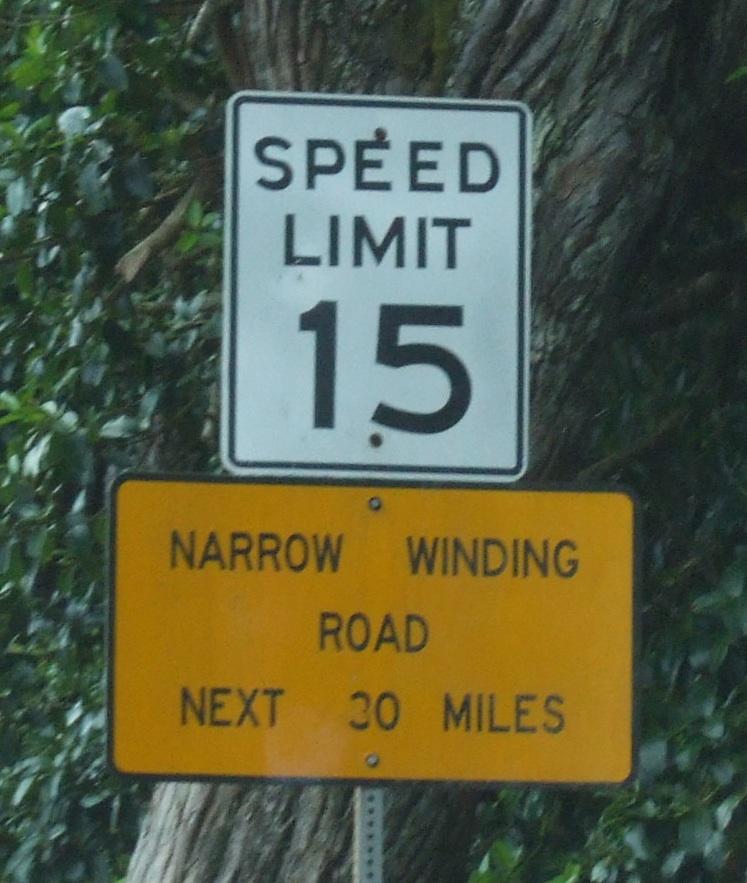 SPEED
LIMIT
15
NARROW WINDING
ROAD
NEXT 30 MILES